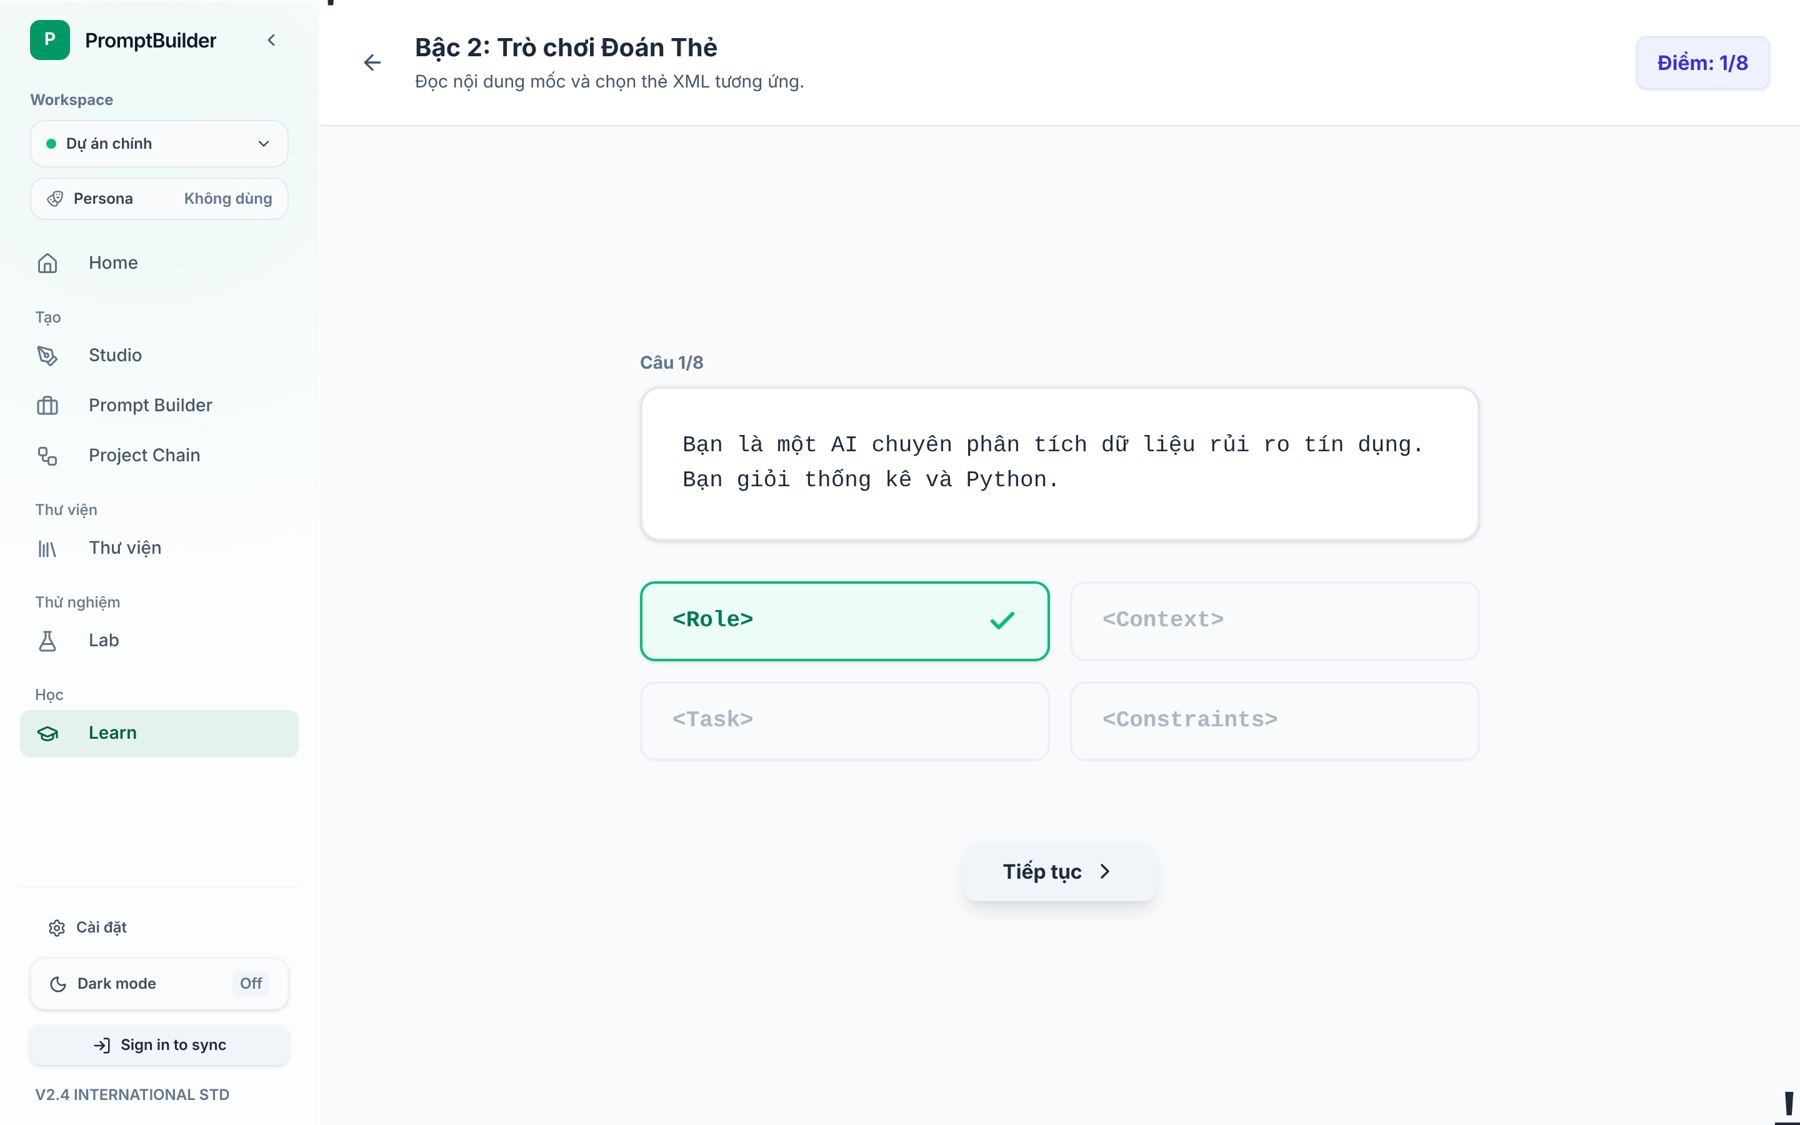 P
PromptBuilder
Workspace
Dự án chính
Persona
Không dùng
Home
Tạo
Studio
Prompt Builder
Project Chain
Thư viện
Thư viện
Thử nghiệm
Lab
Học
Learn
Cài đặt
Dark mode
Off
Sign in to sync
V2.4 INTERNATIONAL STD
Bậc 2: Trò chơi Đoán Thẻ
Đọc nội dung mốc và chọn thẻ XML tương ứng.
Điểm: 1/8
Câu 1/8
Bạn là một AI chuyên phân tích dữ liệu rủi ro tín dụng.
Bạn giỏi thống kê và Python.
<Role>
<Context>
<Task>
<Constraints>
Tiếp tục